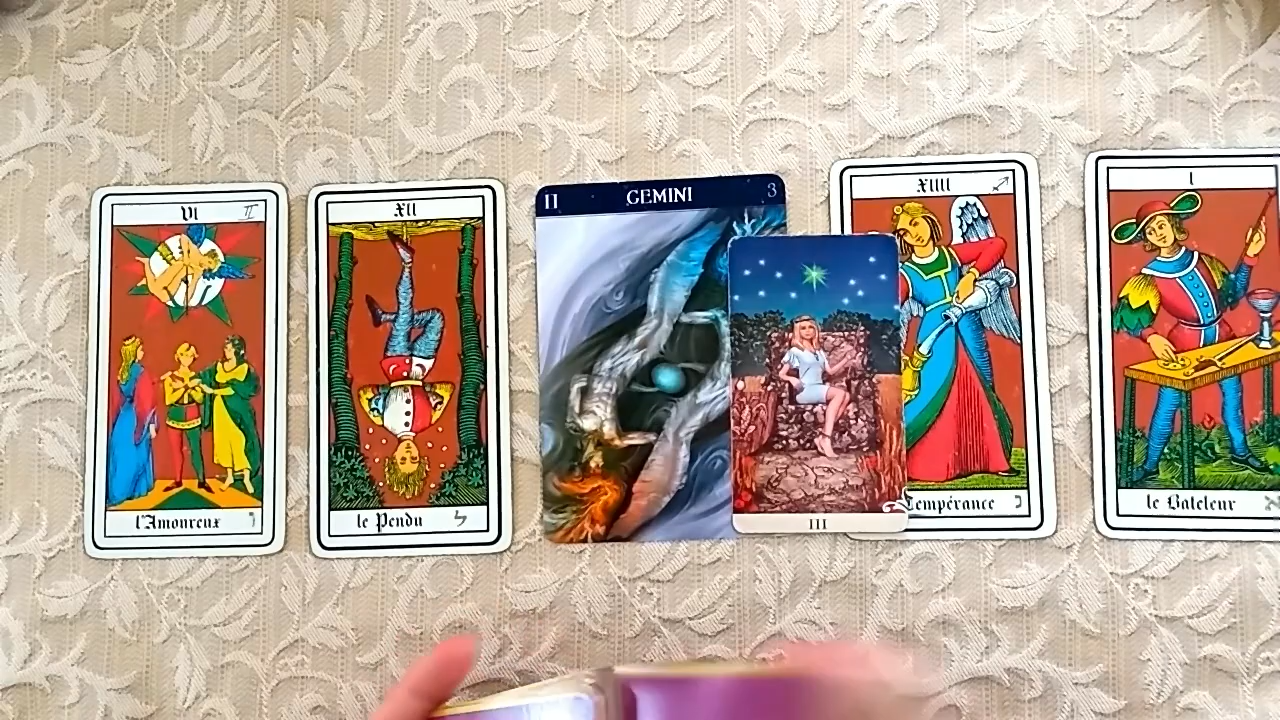 VI
l'Amoureux
XII
le Pendu
II GEMINI 3
III
XIIII
Tempérance
I
le Bateleur